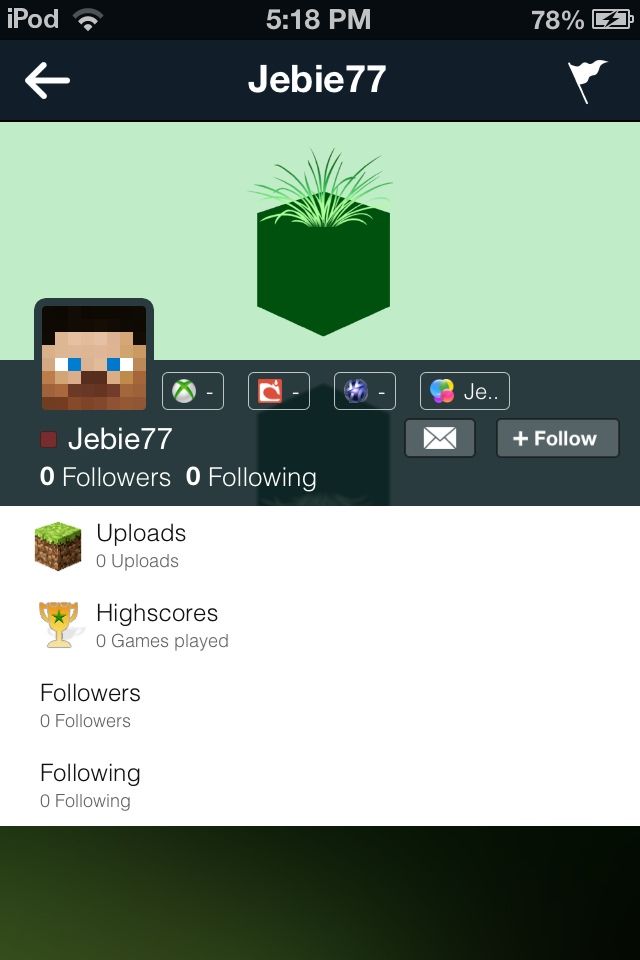 iPod 5:18 PM 78%
Jebie77
- - - Je..
Jebie77
+ Follow
0 Followers 0 Following
Uploads
0 Uploads
Highscores
0 Games played
Followers
0 Followers
Following
0 Following